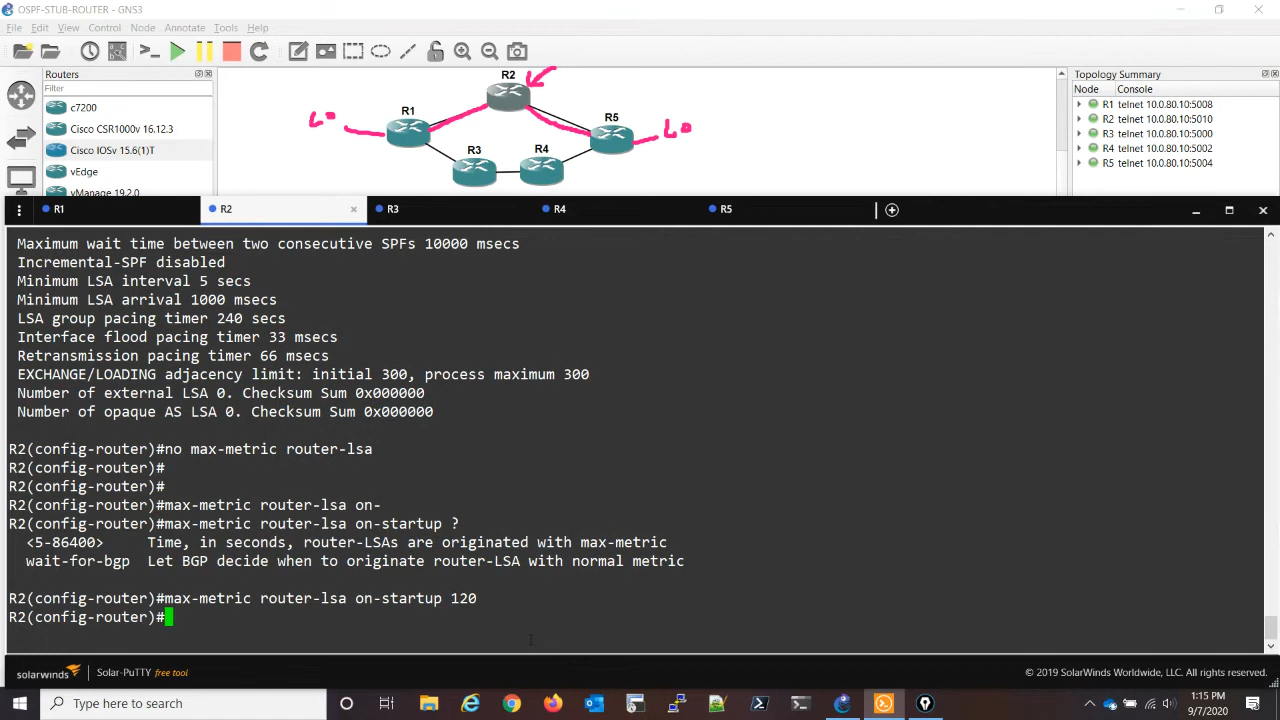 OSPF-STUB-ROUTER - GNS3
File Edit View Control Node Annotate Tools Help
Routers
Filter
c7200
Cisco CSR1000v 16.12.3
Cisco IOSv 15.6(1)T
vEdge
vManage 19.2.0
R2
R1
R5
R3
R4
Lo
Lo
Topology Summary
Node Console
R1 telnet 10.0.80.10:5008
R2 telnet 10.0.80.10:5010
R3 telnet 10.0.80.10:5000
R4 telnet 10.0.80.10:5002
R5 telnet 10.0.80.10:5004
R1 R2 R3 R4 R5
Maximum wait time between two consecutive SPFs 10000 msecs
Incremental-SPF disabled
Minimum LSA interval 5 secs
Minimum LSA arrival 1000 msecs
LSA group pacing timer 240 secs
Interface flood pacing timer 33 msecs
Retransmission pacing timer 66 msecs
EXCHANGE/LOADING adjacency limit: initial 300, process maximum 300
Number of external LSA 0. Checksum Sum 0x000000
Number of opaque AS LSA 0. Checksum Sum 0x000000
R2(config-router)#no max-metric router-lsa
R2(config-router)#
R2(config-router)#
R2(config-router)#max-metric router-lsa on-
R2(config-router)#max-metric router-lsa on-startup ?
<5-86400> Time, in seconds, router-LSAs are originated with max-metric
wait-for-bgp Let BGP decide when to originate router-LSA with normal metric
R2(config-router)#max-metric router-lsa on-startup 120
R2(config-router)#
solarwinds Solar-PuTTY free tool
© 2019 SolarWinds Worldwide, LLC. All rights reserved.
Type here to search
1:15 PM
9/7/2020